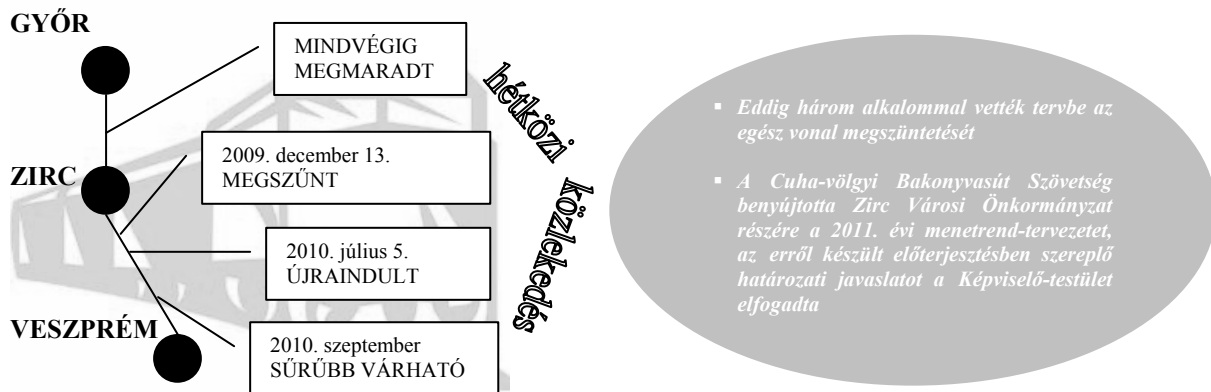 GYŐR
MINDVÉGIG
MEGMARADT
2009. december 13.
MEGSZŰNT
ZIRC
2010. július 5.
ÚJRAINDULT
VESZPRÉM
2010. szeptember
SŰRŰBB VÁRHATÓ
hétközi
közlekedés
▪ Eddig három alkalommal vették tervbe az
egész vonal megszüntetését
▪ A Cuha-völgyi Bakonyvasút Szövetség
benyújtotta Zirc Városi Önkormányzat
részére a 2011. évi menetrend-tervezetet,
az erről készült előterjesztésben szereplő
határozati javaslatot a Képviselő-testület
elfogadta